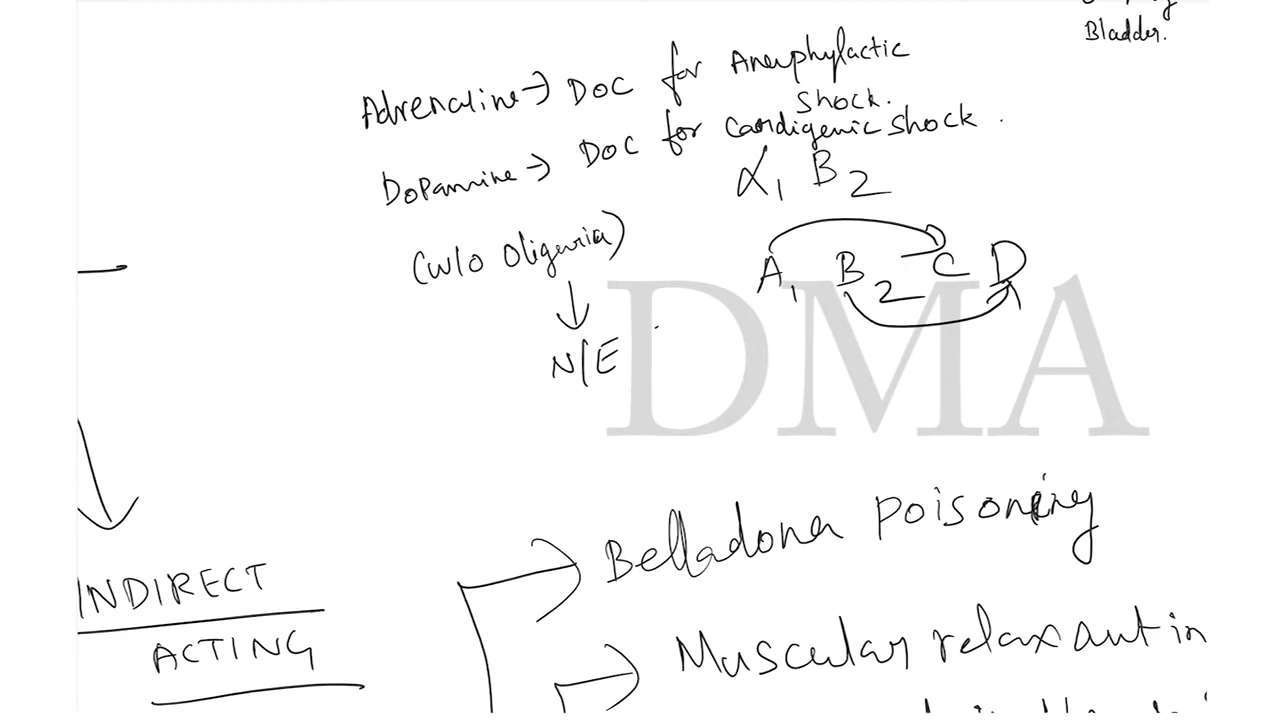 Bladder.
Adrenaline → DOC for Anaphylactic
Shock.
Dopamine → DOC for Cardigenic shock.
(w/o Oliguria)
↓
N/E
α1 B2
A1 B2 C D
DMA
Belladona poisoning
INDIRECT
ACTING
Muscular relaxant in